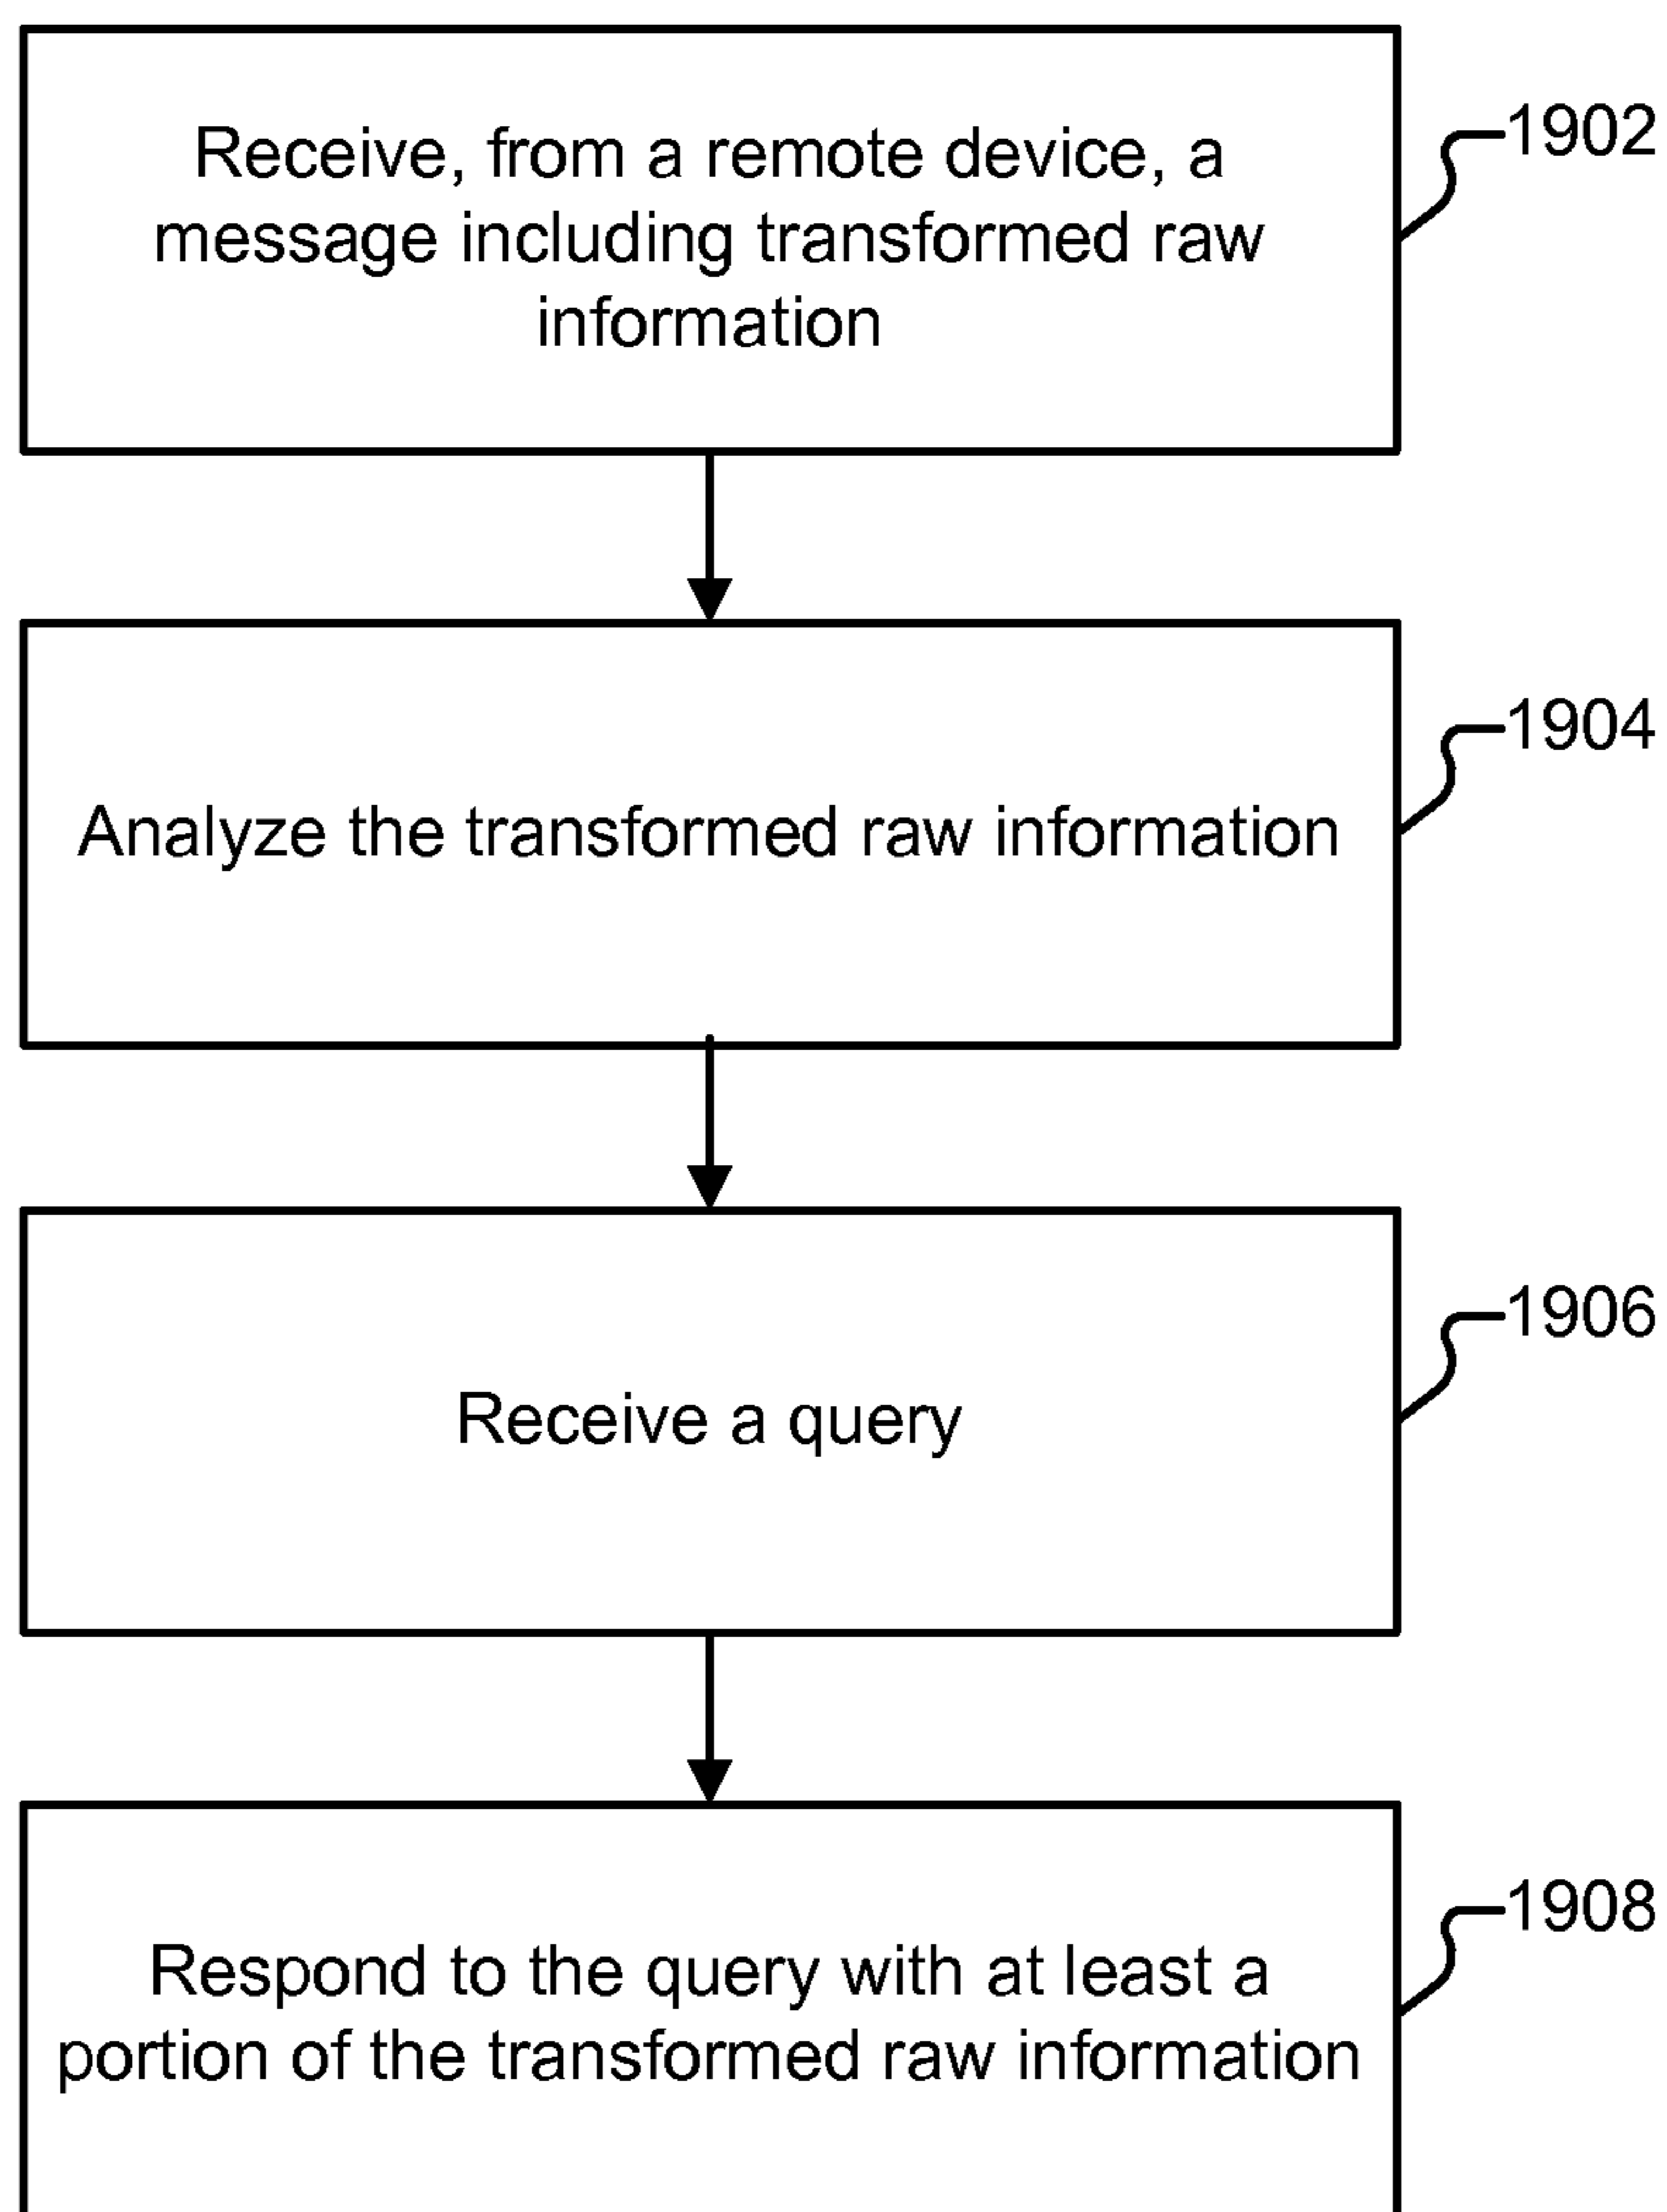 Receive, from a remote device, a
message including transformed raw
information
1902
Analyze the transformed raw information
1904
Receive a query
1906
Respond to the query with at least a
portion of the transformed raw information
1908